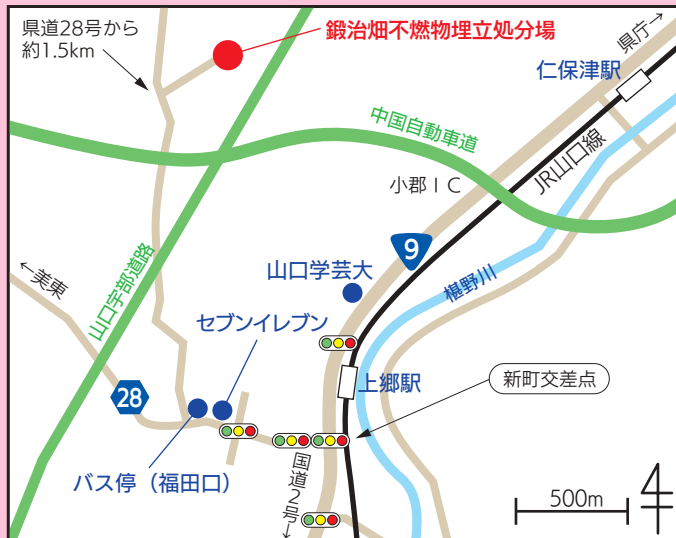 県道28号から
約1.5km
鍛治畑不燃物埋立処分場
県庁→
仁保津駅
中国自動車道
JR山口線
小郡ＩＣ
9
山口宇部道路
山口学芸大
椹野川
←美東
セブンイレブン
28
上郷駅
新町交差点
バス停（福田口）
国道2号←
500m